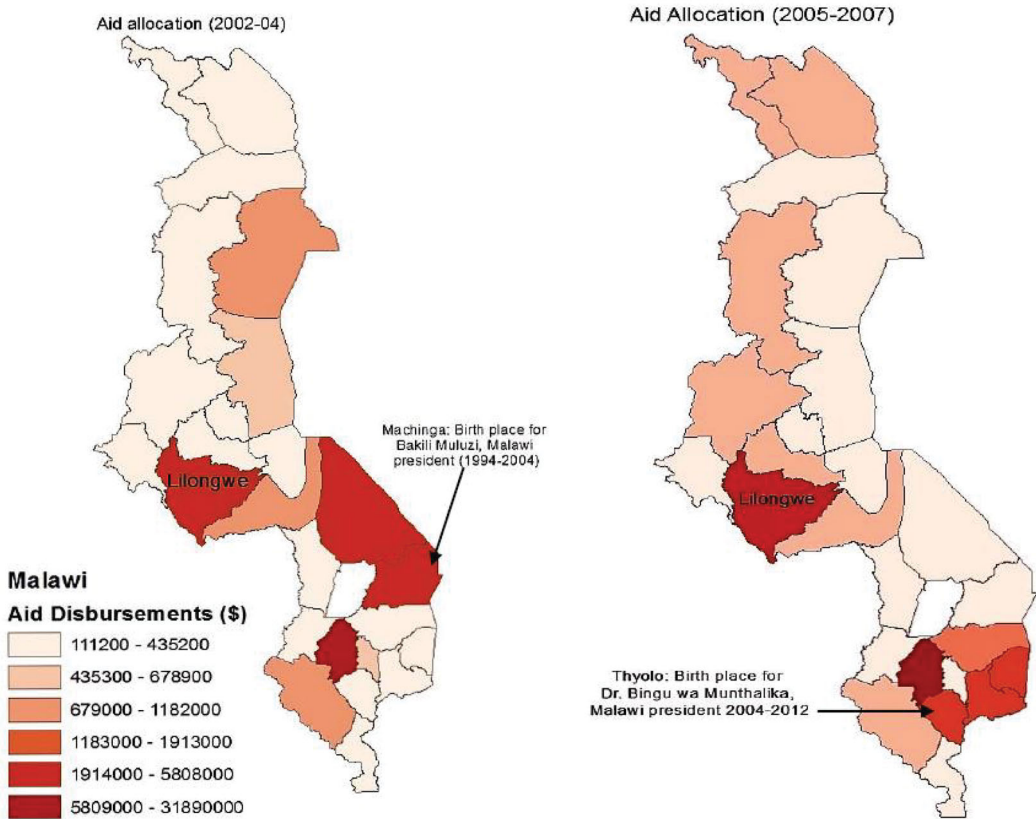 Aid allocation (2002-04)
Aid Allocation (2005-2007)
Machinga: Birth place for
Bakili Muluzi, Malawi
president (1994-2004)
Lilongwe
Lilongwe
Malawi
Aid Disbursements ($)
111200 - 435200
435300 - 678900
679000 - 1182000
1183000 - 1913000
1914000 - 5808000
5809000 - 31890000
Thyolo: Birth place for
Dr. Bingu wa Munthalika,
Malawi president 2004-2012